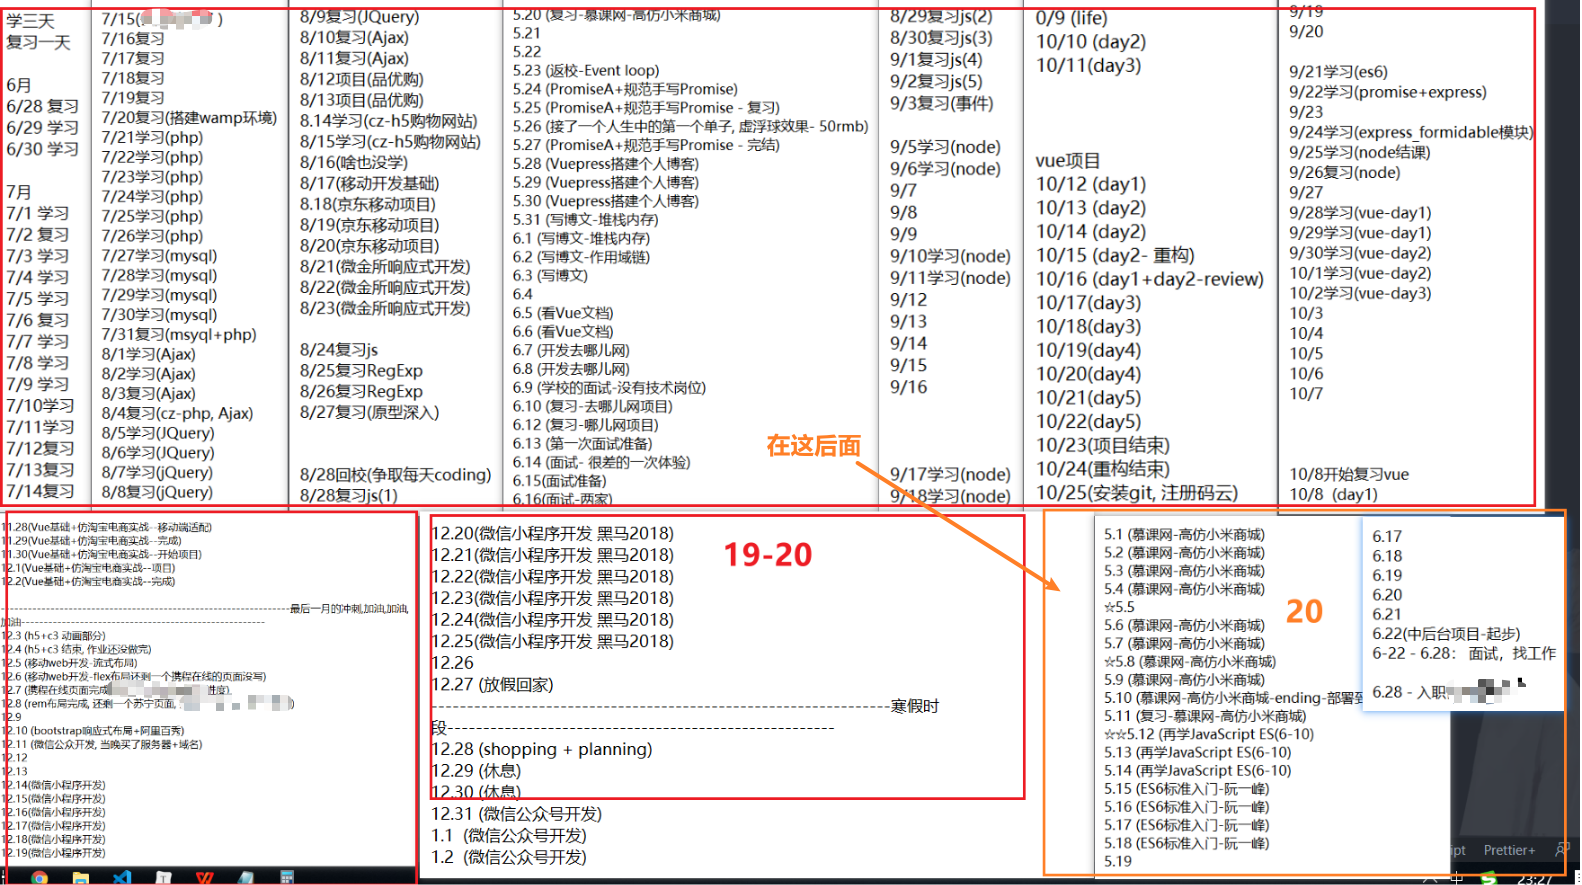 学三天
复习一天
6月
6/28 复习
6/29 学习
6/30 学习
7月
7/1 学习
7/2 复习
7/3 学习
7/4 学习
7/5 学习
7/6 复习
7/7 学习
7/8 学习
7/9 学习
7/10学习
7/11学习
7/12复习
7/13复习
7/14复习
7/15(
)
7/16复习
7/17复习
7/18复习
7/19复习
7/20复习(搭建wamp环境)
7/21学习(php)
7/22学习(php)
7/23学习(php)
7/24学习(php)
7/25学习(php)
7/26学习(php)
7/27学习(mysql)
7/28学习(mysql)
7/29学习(mysql)
7/30学习(mysql)
7/31复习(msyql+php)
8/1学习(Ajax)
8/2学习(Ajax)
8/3复习(Ajax)
8/4复习(cz-php, Ajax)
8/5学习(JQuery)
8/6学习(JQuery)
8/7学习(jQuery)
8/8复习(jQuery)
8/9复习(JQuery)
8/10复习(Ajax)
8/11复习(Ajax)
8/12项目(品优购)
8/13项目(品优购)
8.14学习(cz-h5购物网站)
8/15学习(cz-h5购物网站)
8/16(啥也没学)
8/17(移动开发基础)
8.18(京东移动项目)
8/19(京东移动项目)
8/20(京东移动项目)
8/21(微金所响应式开发)
8/22(微金所响应式开发)
8/23(微金所响应式开发)
8/24复习js
8/25复习RegExp
8/26复习RegExp
8/27复习(原型深入)
8/28回校(争取每天coding)
8/28复习js(1)
5.20 (复习-慕课网-高仿小米商城)
5.21
5.22
5.23 (返校-Event loop)
5.24 (PromiseA+规范手写Promise)
5.25 (PromiseA+规范手写Promise - 复习)
5.26 (接了一个人生中的第一个单子, 虚浮球效果- 50rmb)
5.27 (PromiseA+规范手写Promise - 完结)
5.28 (Vuepress搭建个人博客)
5.29 (Vuepress搭建个人博客)
5.30 (Vuepress搭建个人博客)
5.31 (写博文-堆栈内存)
6.1 (写博文-堆栈内存)
6.2 (写博文-作用域链)
6.3 (写博文)
6.4
6.5 (看Vue文档)
6.6 (看Vue文档)
6.7 (开发去哪儿网)
6.8 (开发去哪儿网)
6.9 (学校的面试-没有技术岗位)
6.10 (复习-去哪儿网项目)
6.12 (复习-哪儿网项目)
6.13 (第一次面试准备)
6.14 (面试- 很差的一次体验)
6.15(面试准备)
6.16(面试-两家)
8/29复习js(2)
8/30复习js(3)
9/1复习js(4)
9/2复习js(5)
9/3复习(事件)
9/5学习(node)
9/6学习(node)
9/7
9/8
9/9
9/10学习(node)
9/11学习(node)
9/12
9/13
9/14
9/15
9/16
9/17学习(node)
9/18学习(node)
0/9 (life)
10/10 (day2)
10/11(day3)
vue项目
10/12 (day1)
10/13 (day2)
10/14 (day2)
10/15 (day2- 重构)
10/16 (day1+day2-review)
10/17(day3)
10/18(day3)
10/19(day4)
10/20(day4)
10/21(day5)
10/22(day5)
10/23(项目结束)
10/24(重构结束)
10/25(安装git, 注册码云)
9/19
9/20
9/21学习(es6)
9/22学习(promise+express)
9/23
9/24学习(express_formidable模块)
9/25学习(node结课)
9/26复习(node)
9/27
9/28学习(vue-day1)
9/29学习(vue-day1)
9/30学习(vue-day2)
10/1学习(vue-day2)
10/2学习(vue-day3)
10/3
10/4
10/5
10/6
10/7
10/8开始复习vue
10/8  (day1)
在这后面
11.28(Vue基础+仿淘宝电商实战--移动端适配)
11.29(Vue基础+仿淘宝电商实战--完成)
11.30(Vue基础+仿淘宝电商实战--开始项目)
12.1(Vue基础+仿淘宝电商实战--项目)
12.2(Vue基础+仿淘宝电商实战--完成)
--------------------最后一月的冲刺,加油,加油,
加油--------------------
12.3 (h5+c3 动画部分)
12.4 (h5+c3 结束, 作业还没做完)
12.5 (移动web开发-流式布局)
12.6 (移动web开发-flex布局还剩一个携程在线的页面没写)
12.7 (携程在线页面完成
进度)
12.8 (rem布局完成, 还剩一个苏宁页面,
)
12.9
12.10 (bootstrap响应式布局+阿里百秀)
12.11 (微信公众开发, 当晚买了服务器+域名)
12.12
12.13
12.14(微信小程序开发)
12.15(微信小程序开发)
12.16(微信小程序开发)
12.17(微信小程序开发)
12.18(微信小程序开发)
12.19(微信小程序开发)
12.20(微信小程序开发 黑马2018)
12.21(微信小程序开发 黑马2018)
12.22(微信小程序开发 黑马2018)
12.23(微信小程序开发 黑马2018)
12.24(微信小程序开发 黑马2018)
12.25(微信小程序开发 黑马2018)
12.26
12.27 (放假回家)
--------------------寒假时
段--------------------
12.28 (shopping + planning)
12.29 (休息)
12.30 (休息)
12.31 (微信公众号开发)
1.1  (微信公众号开发)
1.2  (微信公众号开发)
19-20
5.1 (慕课网-高仿小米商城)
5.2 (慕课网-高仿小米商城)
5.3 (慕课网-高仿小米商城)
5.4 (慕课网-高仿小米商城)
☆5.5
5.6 (慕课网-高仿小米商城)
5.7 (慕课网-高仿小米商城)
☆5.8 (慕课网-高仿小米商城)
5.9 (慕课网-高仿小米商城)
5.10 (慕课网-高仿小米商城-ending-部署到
5.11 (复习-慕课网-高仿小米商城)
☆☆5.12 (再学JavaScript ES(6-10)
5.13 (再学JavaScript ES(6-10)
5.14 (再学JavaScript ES(6-10)
5.15 (ES6标准入门-阮一峰)
5.16 (ES6标准入门-阮一峰)
5.17 (ES6标准入门-阮一峰)
5.18 (ES6标准入门-阮一峰)
5.19
20
6.17
6.18
6.19
6.20
6.21
6.22(中后台项目-起步)
6-22 - 6.28： 面试，找工作
6.28 - 入职
ipt
Prettier+
中
23:27